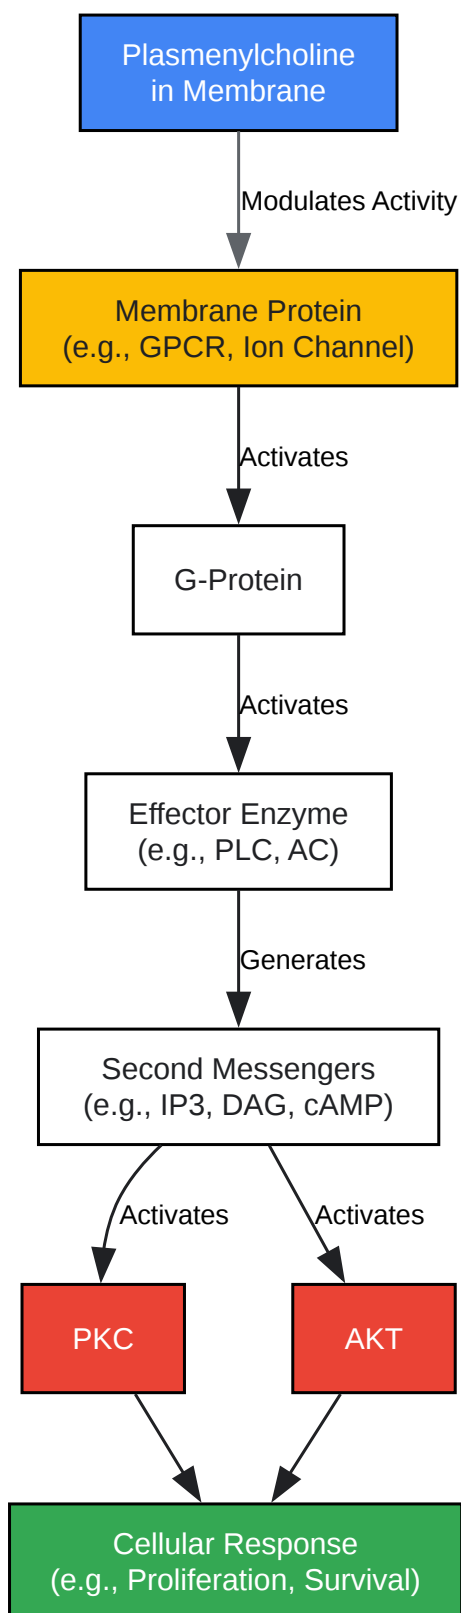 Plasmenylcholine
in Membrane
Modulates Activity
Membrane Protein
(e.g., GPCR, Ion Channel)
Activates
G-Protein
Activates
Effector Enzyme
(e.g., PLC, AC)
Generates
Second Messengers
(e.g., IP3, DAG, cAMP)
Activates
Activates
PKC
AKT
Cellular Response
(e.g., Proliferation, Survival)